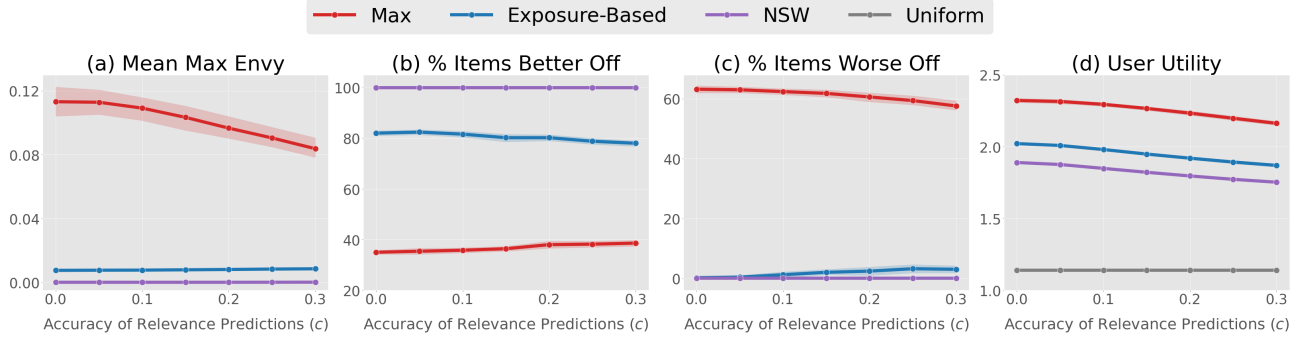 Max Exposure-Based NSW Uniform
(a) Mean Max Envy
0.12
0.08
0.04
0.00
0.0 0.1 0.2 0.3
Accuracy of Relevance Predictions (c)
(b) % Items Better Off
100
80
60
40
20
0.0 0.1 0.2 0.3
Accuracy of Relevance Predictions (c)
(c) % Items Worse Off
60
40
20
0
0.0 0.1 0.2 0.3
Accuracy of Relevance Predictions (c)
(d) User Utility
2.5
2.0
1.5
1.0
0.0 0.1 0.2 0.3
Accuracy of Relevance Predictions (c)